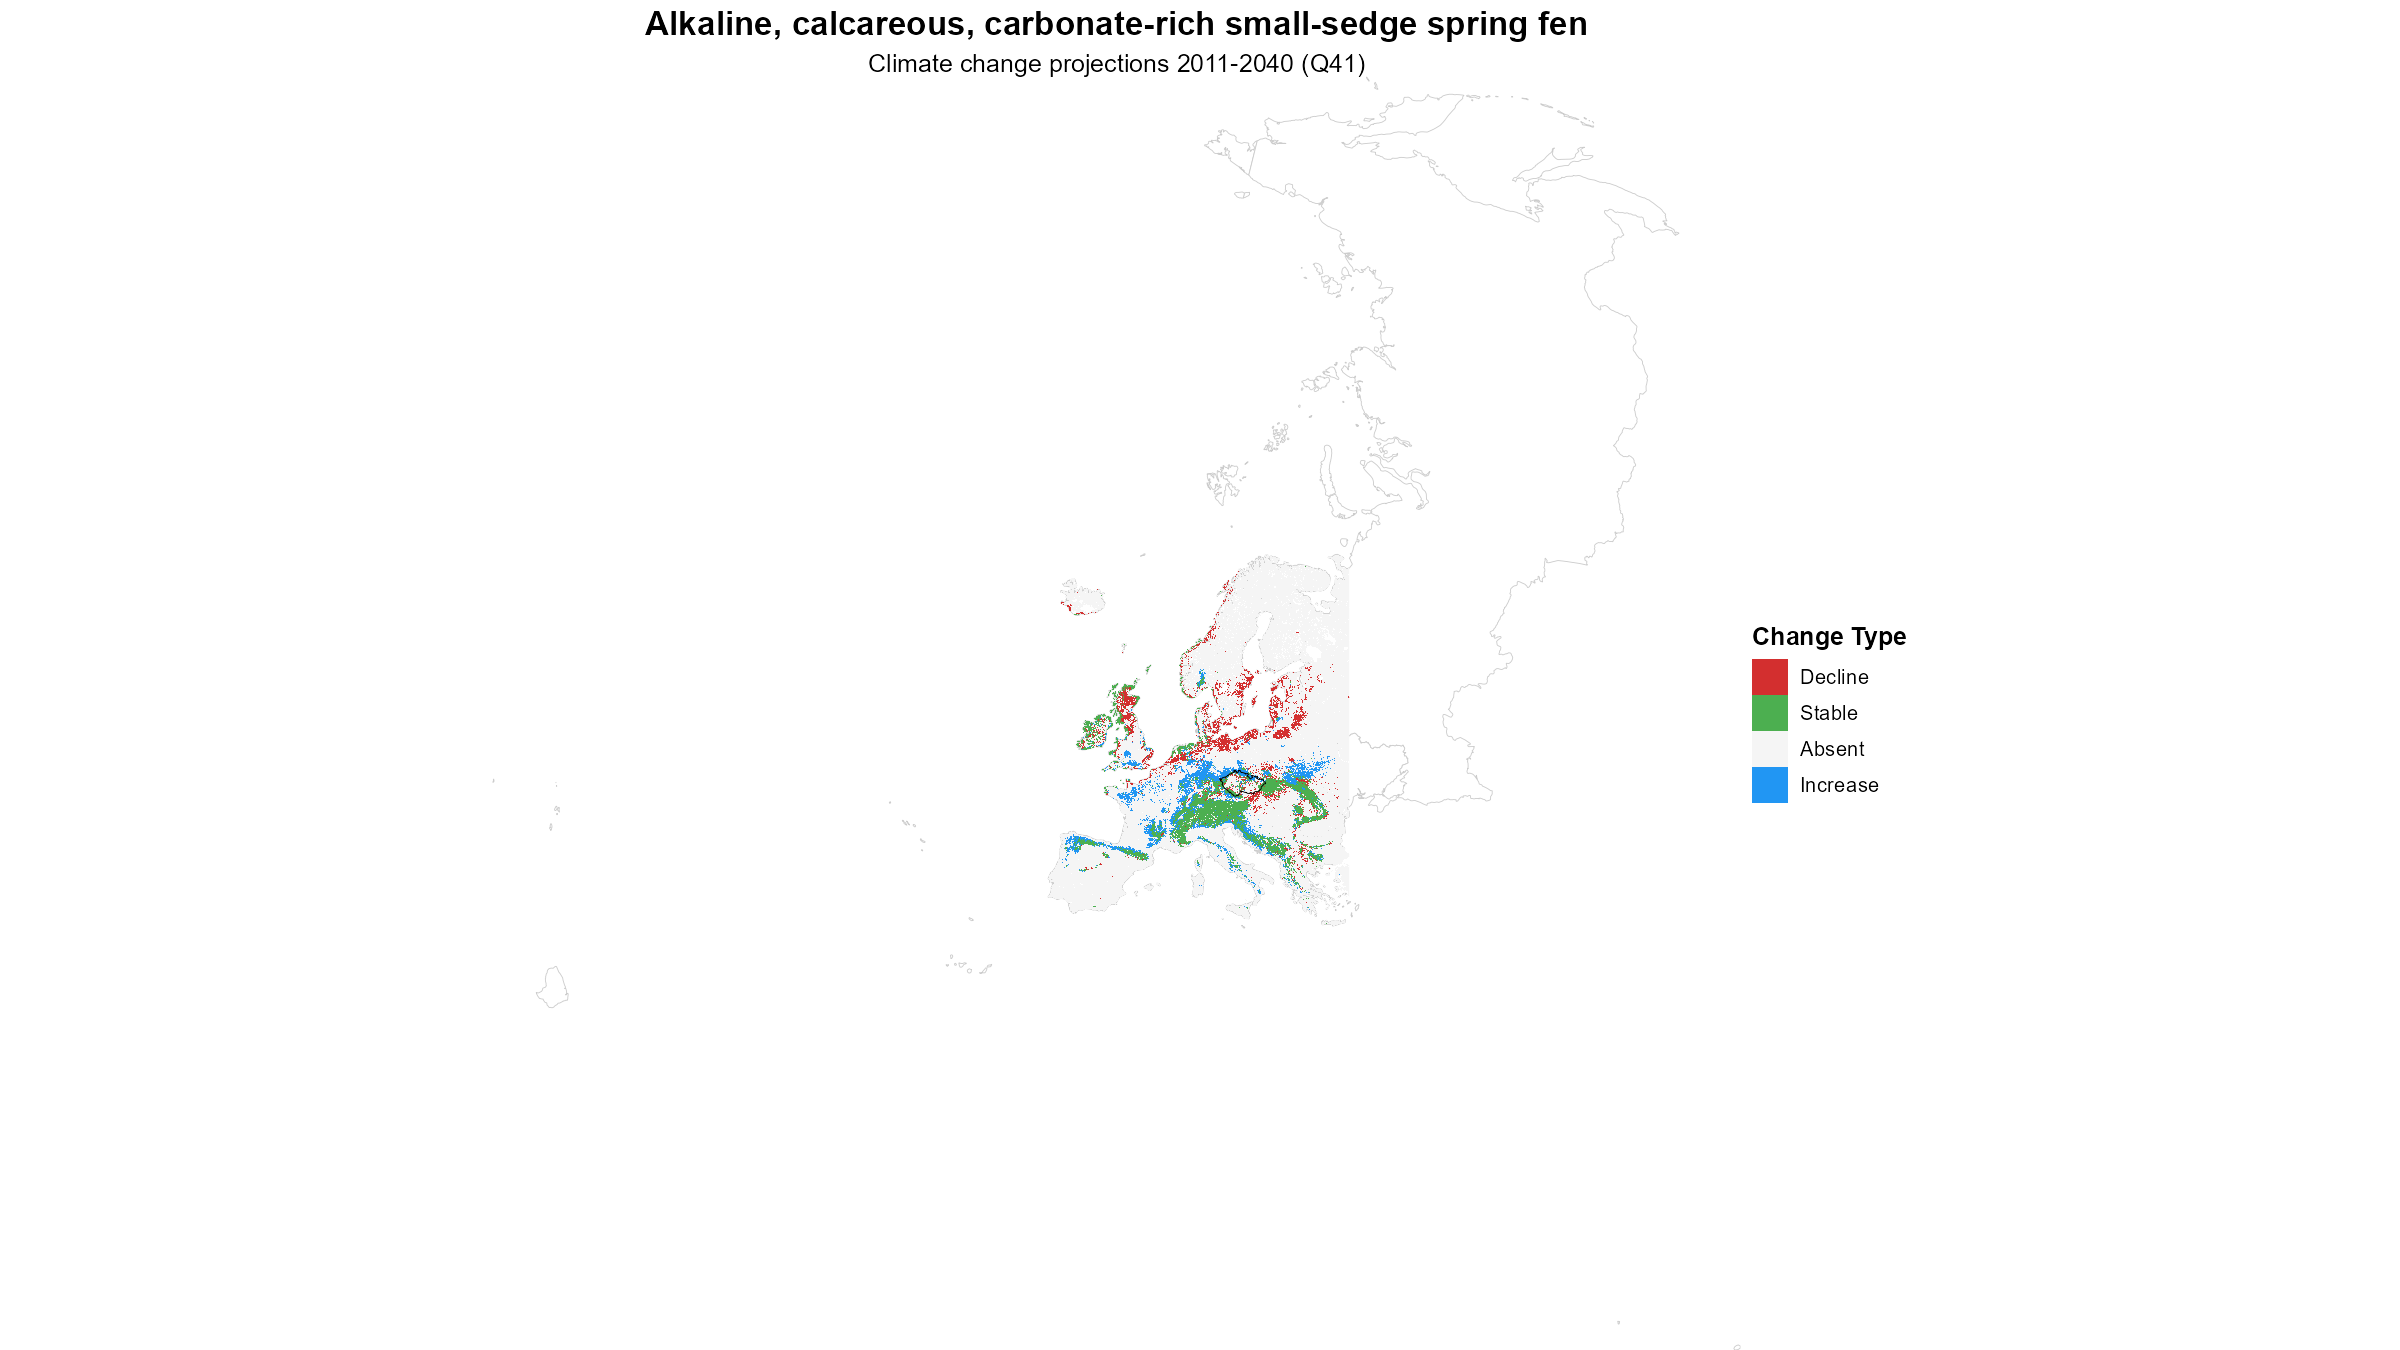 Alkaline, calcareous, carbonate-rich small-sedge spring fen
Climate change projections 2011-2040 (Q41)
Change Type
Decline
Stable
Absent
Increase